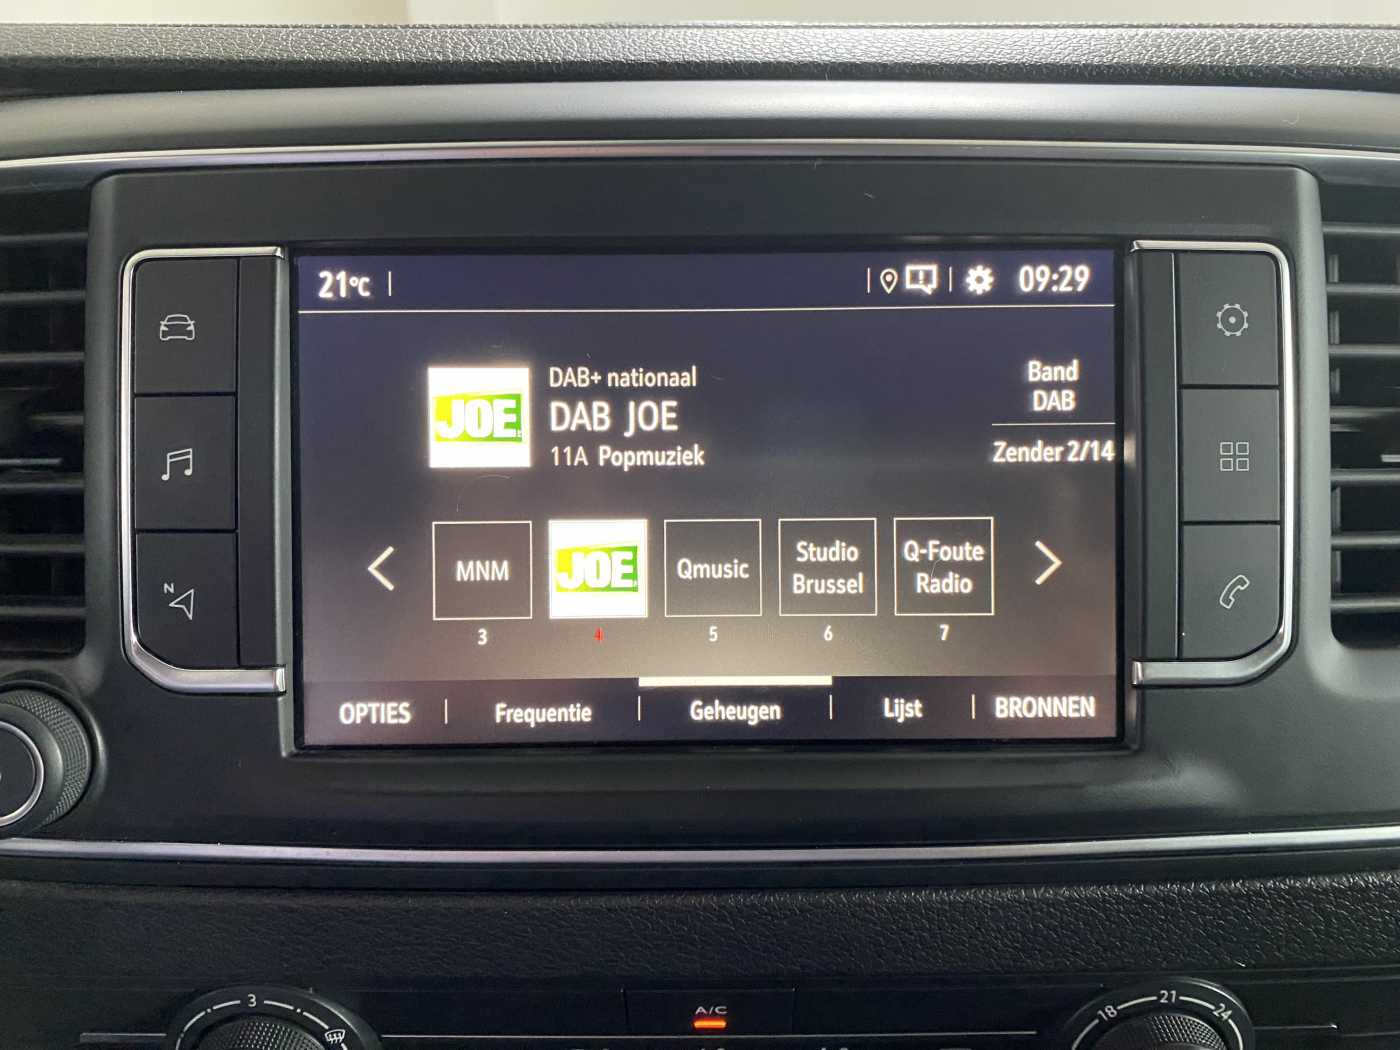 21°C
09:29
DAB+ nationaal
JOE
DAB JOE
11A Popmuziek
Band
DAB
Zender 2/14
MNM
JOE
Qmusic
Studio
Brussel
Q-Foute
Radio
3
4
5
6
7
OPTIES
Frequentie
Geheugen
Lijst
BRONNEN
N
3
A/C
18
21
24